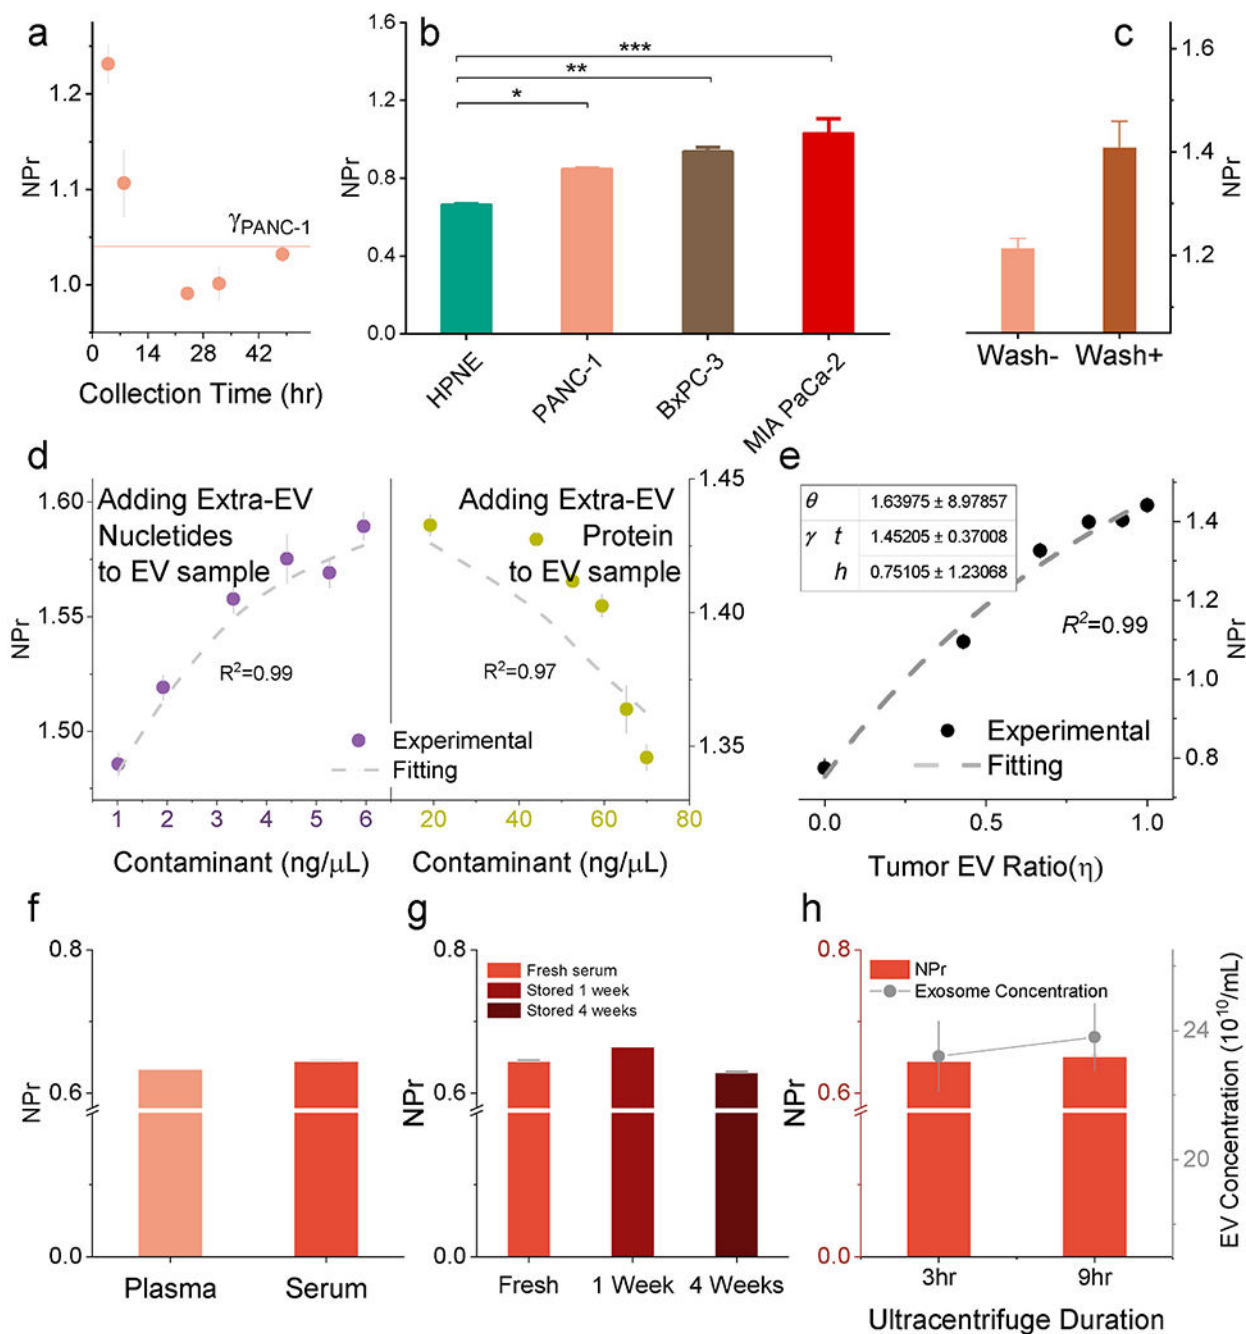 a
1.2
1.1
1.0
NPr
γPANC-1
0
14
28
42
Collection Time (hr)
b
1.6
1.2
0.8
0.4
0.0
NPr
***
**
*
HPNE
PANC-1
BxPC-3
MIA PaCa-2
c
1.6
1.4
1.2
NPr
Wash-
Wash+
d
1.60
1.55
1.50
NPr
Adding Extra-EV
Nucletides
to EV sample
R²=0.99
Experimental
Fitting
1
2
3
4
5
6
Contaminant (ng/μL)
Adding Extra-EV
Protein
to EV sample
R²=0.97
1.45
1.40
1.35
20
40
60
80
Contaminant (ng/μL)
e
θ 1.63975 ± 8.97857
γ t 1.45205 ± 0.37008
h 0.75105 ± 1.23068
R²=0.99
Experimental
Fitting
1.4
1.2
1.0
0.8
NPr
0.0
0.5
1.0
Tumor EV Ratio(η)
f
0.8
0.6
0.0
NPr
Plasma
Serum
g
0.8
0.6
0.0
NPr
Fresh serum
Stored 1 week
Stored 4 weeks
Fresh
1 Week
4 Weeks
h
0.8
0.6
0.0
NPr
NPr
Exosome Concentration
24
20
EV Concentration (10¹⁰/mL)
3hr
9hr
Ultracentrifuge Duration